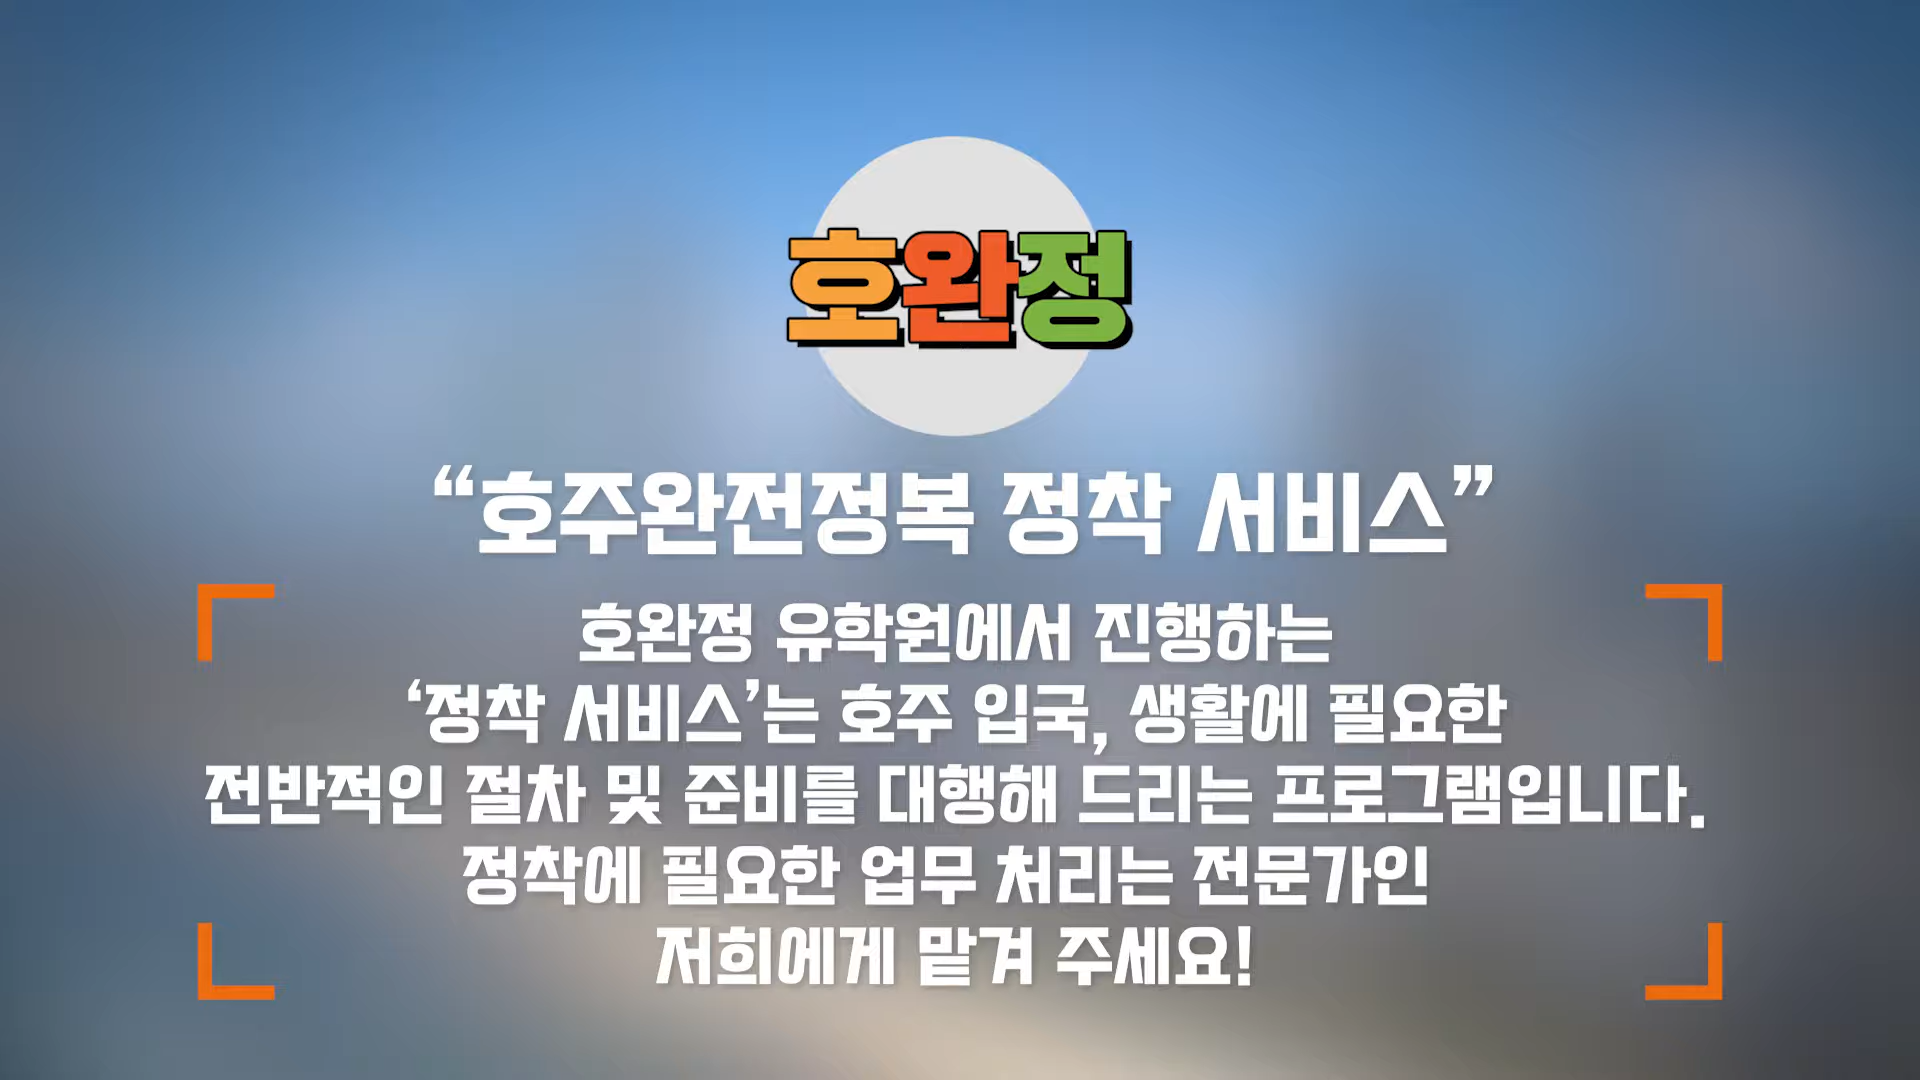 호완정
“호주완전정복 정착 서비스”
호완정 유학원에서 진행하는
‘정착 서비스’는 호주 입국, 생활에 필요한
전반적인 절차 및 준비를 대행해 드리는 프로그램입니다.
정착에 필요한 업무 처리는 전문가인
저희에게 맡겨 주세요!